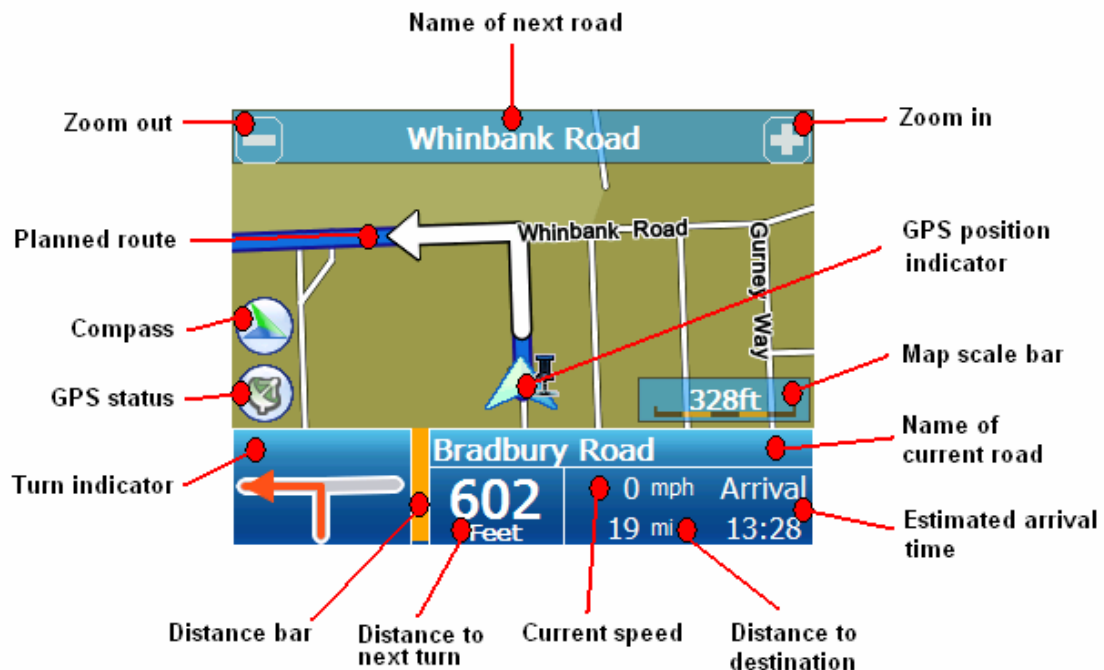 Name of next road
Zoom out
Zoom in
Whinbank Road
Planned route
Whinbank Road
Gurney Way
GPS position
indicator
Compass
Map scale bar
GPS status
328ft
Name of
current road
Turn indicator
Bradbury Road
602
Feet
0 mph
Arrival
19 mi
13:28
Estimated arrival
time
Distance bar
Distance to
next turn
Current speed
Distance to
destination